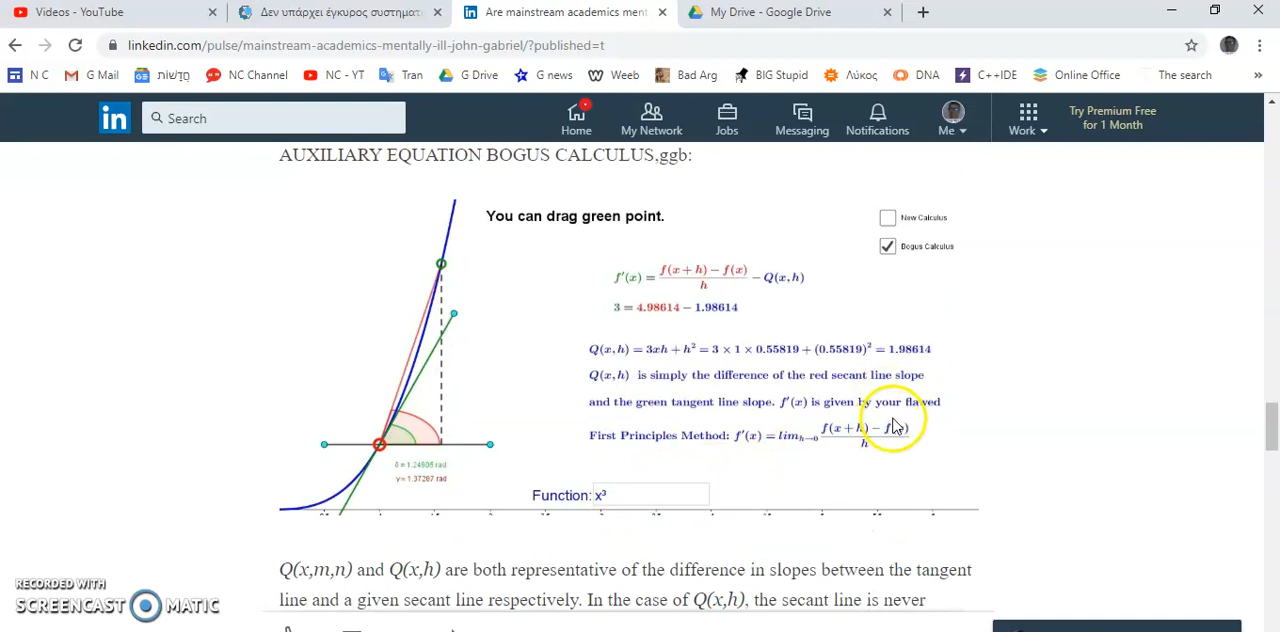 Videos - YouTube
Δεν υπάρχει έγκυρος συστηματ
Are mainstream academics ment
My Drive - Google Drive
linkedin.com/pulse/mainstream-academics-mentally-ill-john-gabriel/?published=t
N C
G Mail
חֲדָשׁוֹת
NC Channel
NC - YT
Tran
G Drive
G news
Weeb
Bad Arg
BIG Stupid
Λύκος
DNA
C++IDE
Online Office
The search
»
in
Search
Home
My Network
Jobs
Messaging
Notifications
Me
Work
Try Premium Free
for 1 Month
AUXILIARY EQUATION BOGUS CALCULUS,ggb:
You can drag green point.
New Calculus
Bogus Calculus
f′(x) = f(x + h) − f(x) / h − Q(x, h)
3 = 4.98614 − 1.98614
Q(x, h) = 3xh + h² = 3 × 1 × 0.55819 + (0.55819)² = 1.98614
Q(x, h) is simply the difference of the red secant line slope
and the green tangent line slope. f′(x) is given by your flawed
First Principles Method: f′(x) = lim h→0 f(x + h) − f(x) / h
δ = 1.24905 rad
γ = 1.37287 rad
Function: x³
Q(x,m,n) and Q(x,h) are both representative of the difference in slopes between the tangent
line and a given secant line respectively. In the case of Q(x,h), the secant line is never
RECORDED WITH
SCREENCAST MATIC